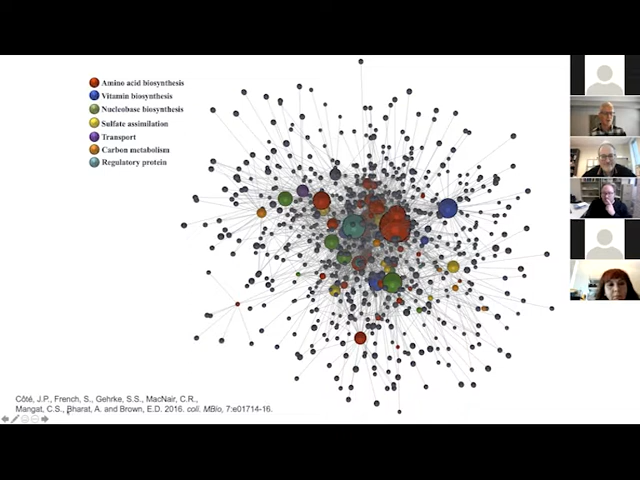 Amino acid biosynthesis
Vitamin biosynthesis
Nucleobase biosynthesis
Sulfate assimilation
Transport
Carbon metabolism
Regulatory protein
Côté, J.P., French, S., Gehrke, S.S., MacNair, C.R.,
Mangat, C.S., Bharat, A. and Brown, E.D. 2016. coli. MBio, 7:e01714-16.